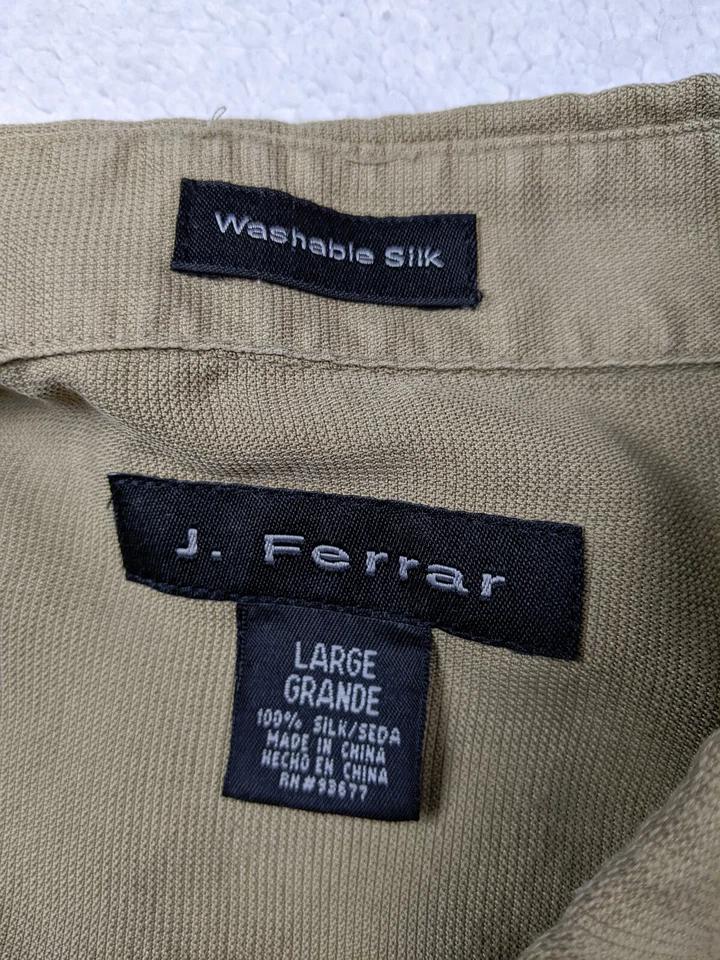 Washable Silk
J. Ferrar
LARGE
GRANDE
100% SILK/SEDA
MADE IN CHINA
HECHO EN CHINA
RN#93677